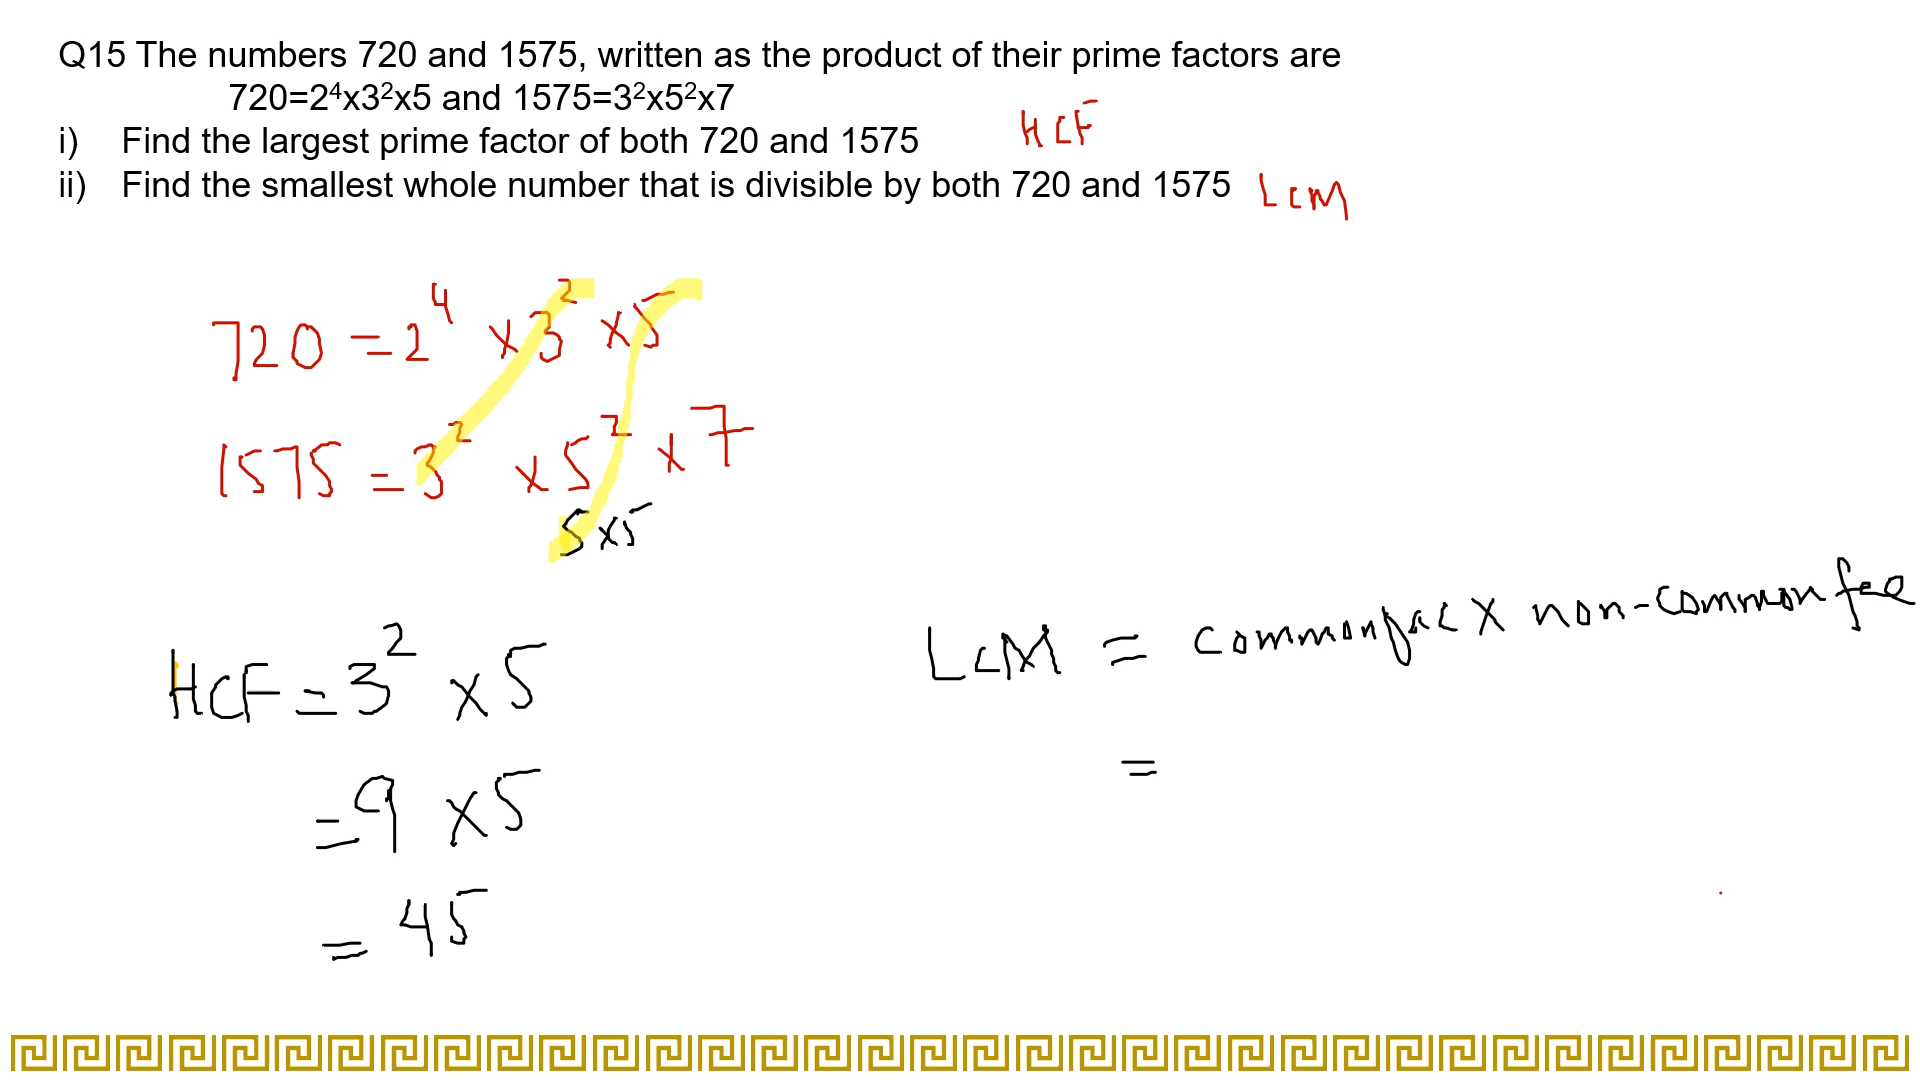 Q15 The numbers 720 and 1575, written as the product of their prime factors are
720=2⁴x3²x5 and 1575=3²x5²x7
i) Find the largest prime factor of both 720 and 1575 HCF
ii) Find the smallest whole number that is divisible by both 720 and 1575 LCM
720 = 2⁴ x 3² x 5
1575 = 3² x 5² x 7
5 x 5
HCF = 3² x 5
= 9 x 5
= 45
LCM = common fac x non-common
=